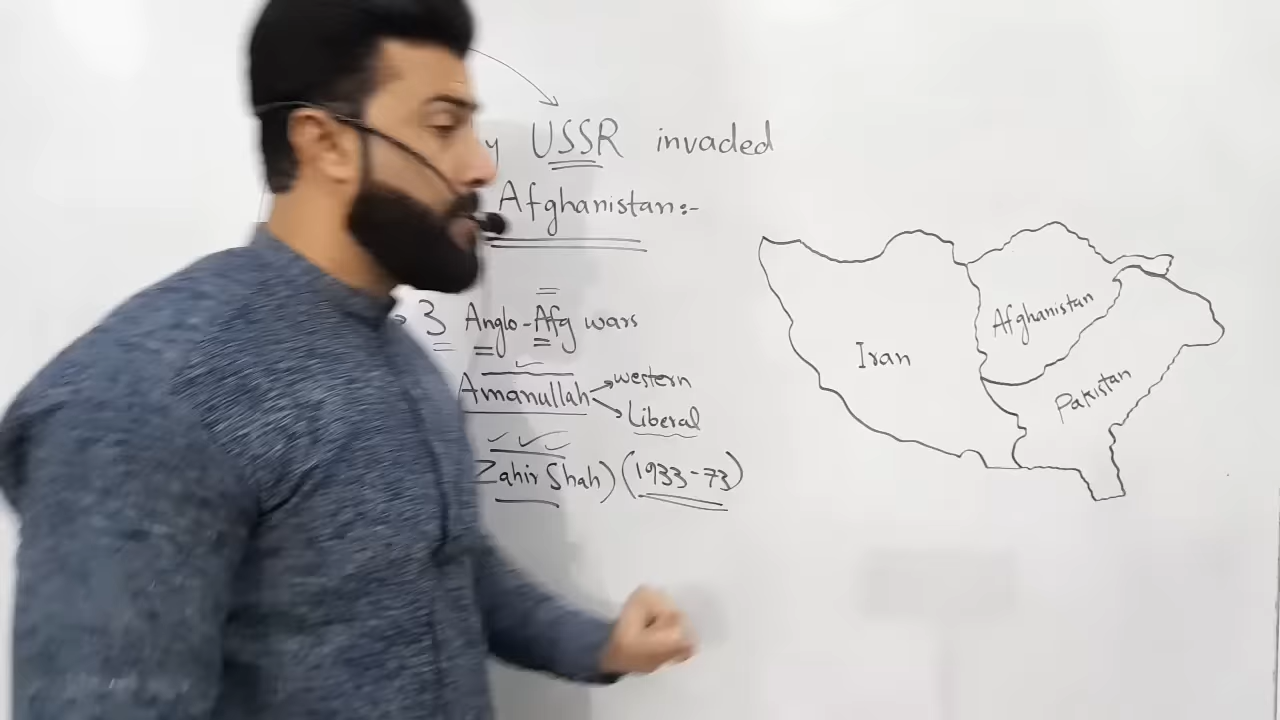 USSR invaded
Afghanistan:-
3 Anglo-Afg wars
Amanullah western
Liberal
Zahir Shah) (1933-73)
Iran
Afghanistan
Pakistan